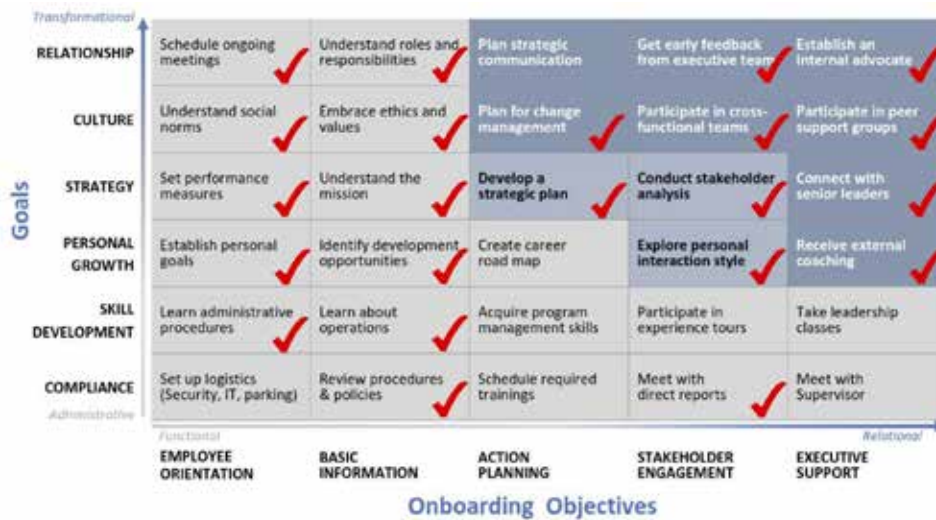 Transformational
RELATIONSHIP
Schedule ongoing
meetings
Understand roles and
responsibilities
Plan strategic
communication
Get early feedback
from executive team
Establish an
internal advocate
CULTURE
Understand social
norms
Embrace ethics and
values
Plan for change
management
Participate in cross-
functional teams
Participate in peer
support groups
Goals
STRATEGY
Set performance
measures
Understand the
mission
Develop a
strategic plan
Conduct stakeholder
analysis
Connect with
senior leaders
PERSONAL
GROWTH
Establish personal
goals
Identify development
opportunities
Create career
road map
Explore personal
interaction style
Receive external
coaching
SKILL
DEVELOPMENT
Learn administrative
procedures
Learn about
operations
Acquire program
management skills
Participate in
experience tours
Take leadership
classes
COMPLIANCE
Set up logistics
(Security, IT, parking)
Review procedures
& policies
Schedule required
trainings
Meet with
direct reports
Meet with
Supervisor
Administrative
Functional
Relational
EMPLOYEE
ORIENTATION
BASIC
INFORMATION
ACTION
PLANNING
STAKEHOLDER
ENGAGEMENT
EXECUTIVE
SUPPORT
Onboarding Objectives